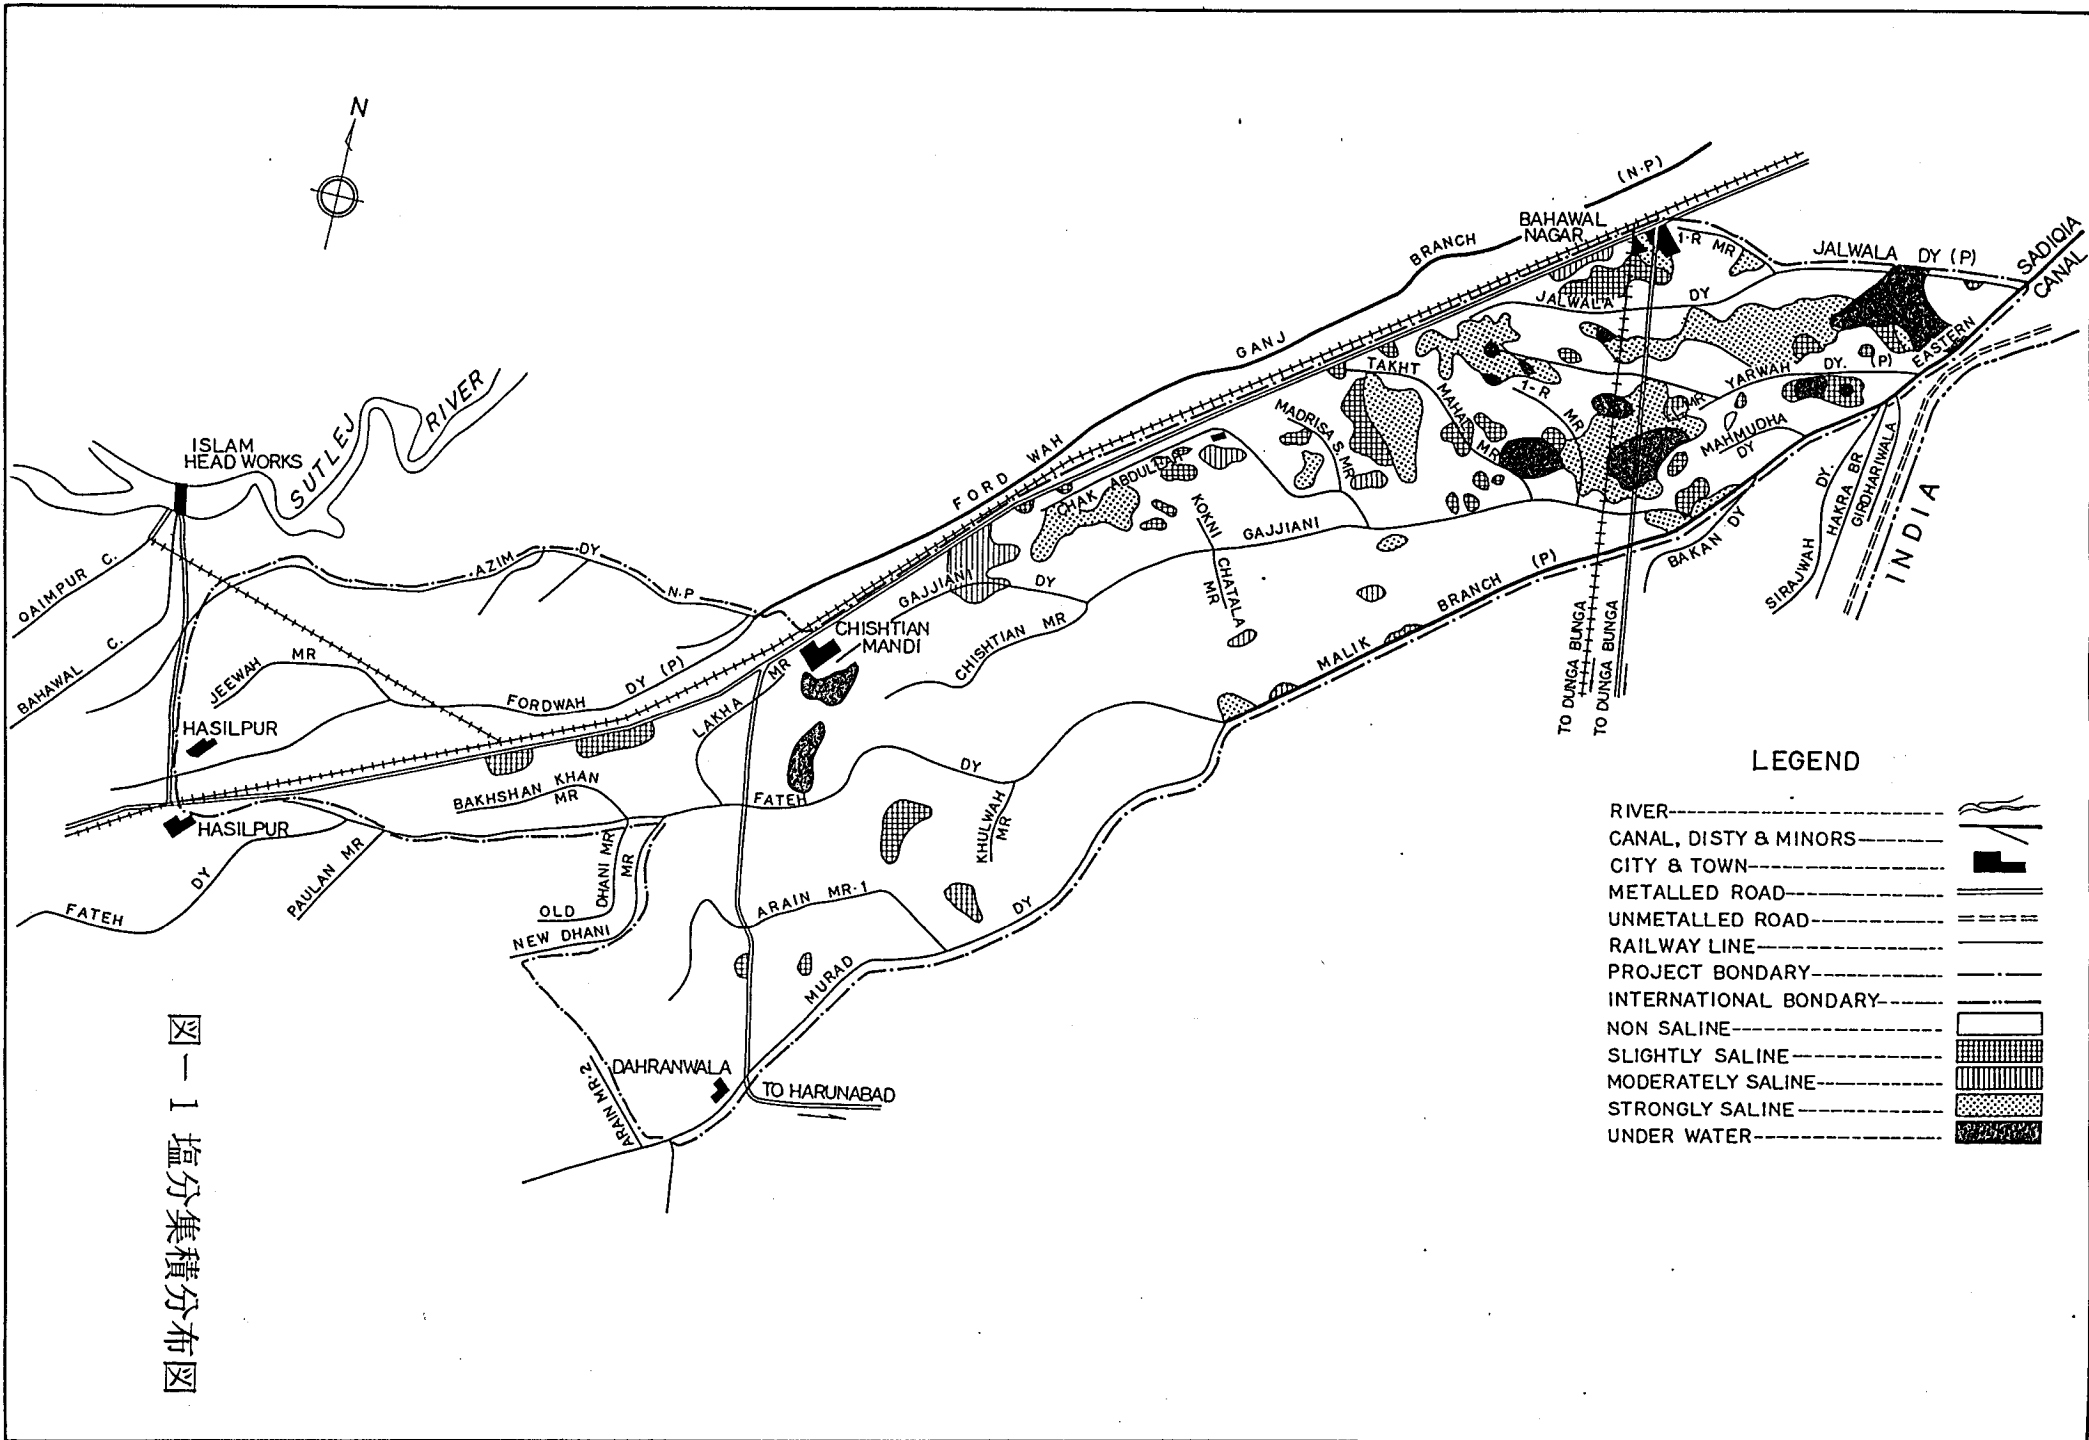 N
(N·P)
BAHAWAL
NAGAR
BRANCH
GANJ
FORD WAH
1-R MR
JALWALA DY (P)
SADIQIA
CANAL
EASTERN
JALWALA DY
TAKHT
MAHAL
MR
1-R
MR
YARWAH DY. (P)
MR
MAHMUDHA
DY
MADRISA S. MR
CHAK ABDULLAH
KOKNI
CHATALA
MR
GAJJIANI
GAJJIANI DY
CHISHTIAN MR
MALIK BRANCH (P)
BAKAN DY
SIRAJWAH DY.
HAKRA BR
GIRDHARIWALA
INDIA
TO DUNGA BUNGA
TO DUNGA BUNGA
ISLAM
HEAD WORKS
SUTLEJ RIVER
QAIMPUR C.
BAHAWAL C.
AZIM DY
N.P
JEEWAH MR
FORDWAH DY (P)
CHISHTIAN
MANDI
LAKHA MR
HASILPUR
HASILPUR
BAKHSHAN KHAN
MR
FATEH DY
KHULWAH
MR
PAULAN MR
FATEH DY
OLD DHANI MR
NEW DHANI MR
ARAIN MR-1
MURAD DY
ARAIN MR-2
DAHRANWALA
TO HARUNABAD
LEGEND
RIVER
CANAL, DISTY & MINORS
CITY & TOWN
METALLED ROAD
UNMETALLED ROAD
RAILWAY LINE
PROJECT BONDARY
INTERNATIONAL BONDARY
NON SALINE
SLIGHTLY SALINE
MODERATELY SALINE
STRONGLY SALINE
UNDER WATER
図-1 塩分集積分布図